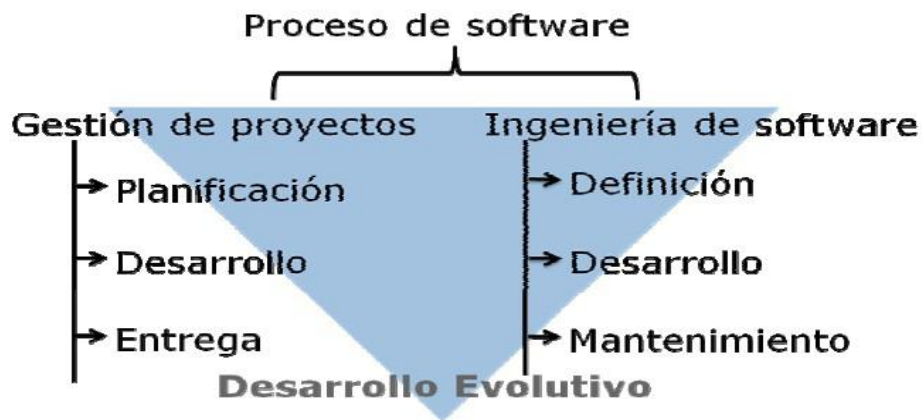 Proceso de software
Gestión de proyectos
Planificación
Desarrollo
Entrega
Ingeniería de software
Definición
Desarrollo
Mantenimiento
Desarrollo Evolutivo